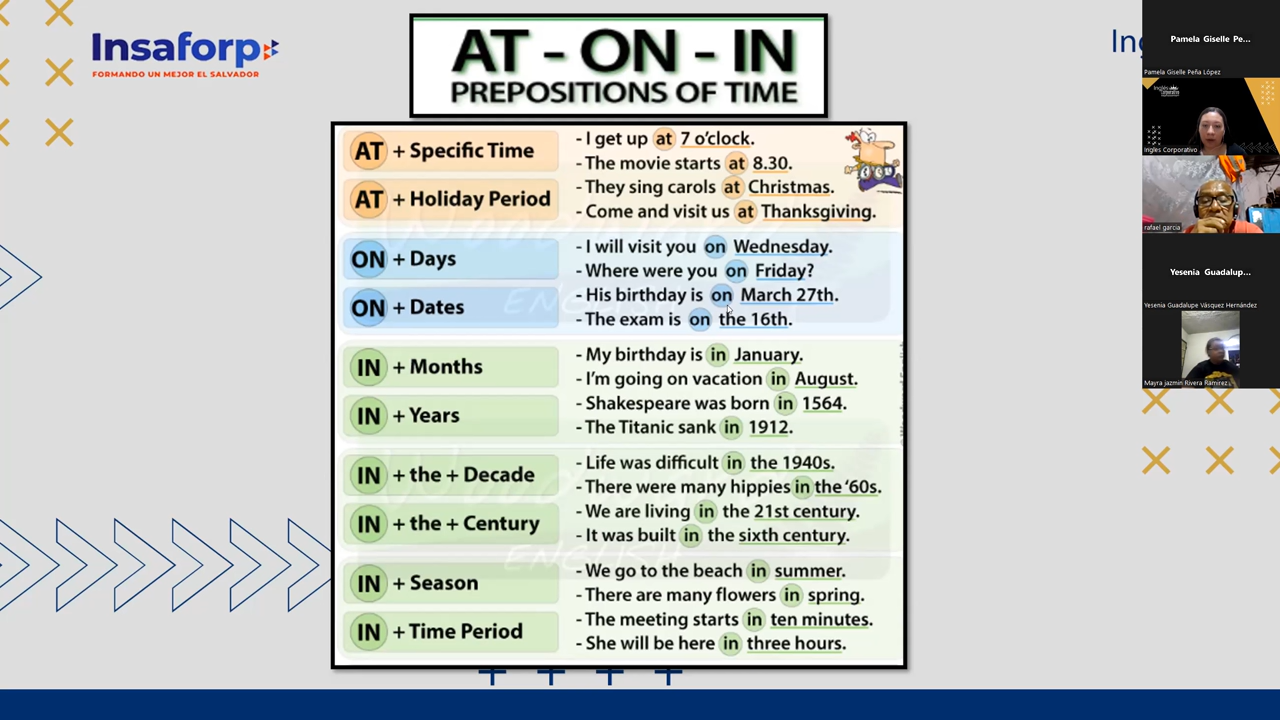 Insaforp
FORMANDO UN MEJOR EL SALVADOR
AT - ON - IN
PREPOSITIONS OF TIME
AT + Specific Time
- I get up at 7 o'clock.
- The movie starts at 8.30.
AT + Holiday Period
- They sing carols at Christmas.
- Come and visit us at Thanksgiving.
ON + Days
- I will visit you on Wednesday.
- Where were you on Friday?
ON + Dates
- His birthday is on March 27th.
- The exam is on the 16th.
IN + Months
- My birthday is in January.
- I'm going on vacation in August.
IN + Years
- Shakespeare was born in 1564.
- The Titanic sank in 1912.
IN + the + Decade
- Life was difficult in the 1940s.
- There were many hippies in the '60s.
IN + the + Century
- We are living in the 21st century.
- It was built in the sixth century.
IN + Season
- We go to the beach in summer.
- There are many flowers in spring.
IN + Time Period
- The meeting starts in ten minutes.
- She will be here in three hours.
ENGLISH
ENGLISH
Ing
Pamela Giselle Pe...
Pamela Giselle Peña López
Ingles Corporativo
rafael.garcia
Yesenia Guadalup...
Yesenia Guadalupe Vásquez Hernández
Mayra jazmin Rivera Ramirez